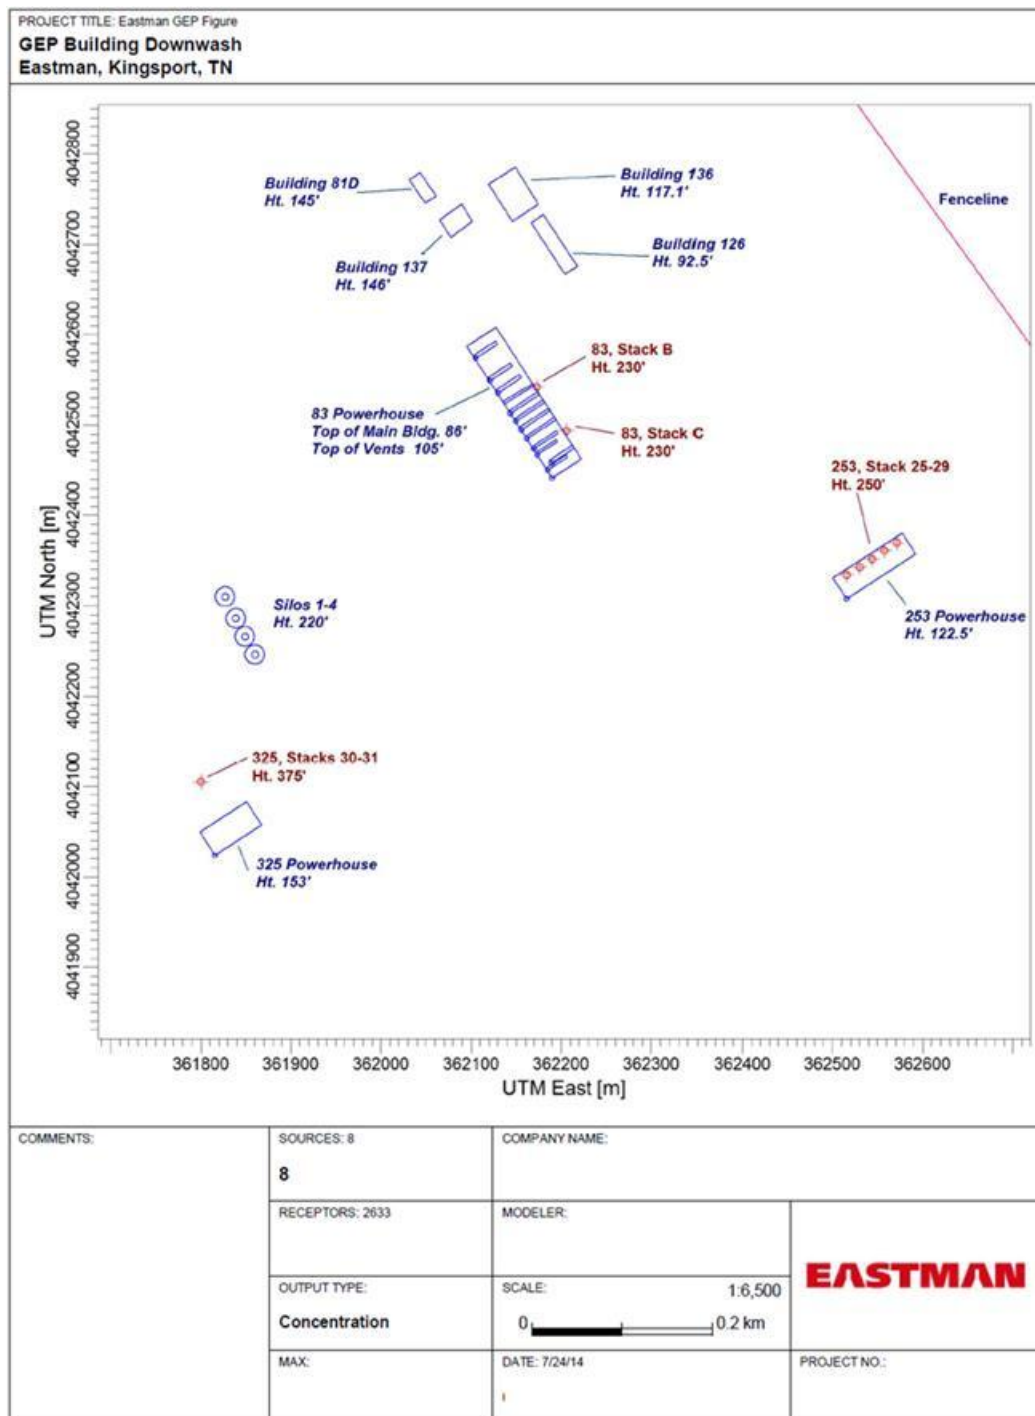 PROJECT TITLE: Eastman GEP Figure
GEP Building Downwash
Eastman, Kingsport, TN
Building 81D
Ht. 145'
Building 136
Ht. 117.1'
Fenceline
Building 137
Ht. 146'
Building 126
Ht. 92.5'
83, Stack B
Ht. 230'
83 Powerhouse
Top of Main Bldg. 86'
Top of Vents 105'
83, Stack C
Ht. 230'
253, Stack 25-29
Ht. 250'
Silos 1-4
Ht. 220'
253 Powerhouse
Ht. 122.5'
325, Stacks 30-31
Ht. 375'
325 Powerhouse
Ht. 153'
UTM North [m]
4042800
4042700
4042600
4042500
4042400
4042300
4042200
4042100
4042000
4041900
361800 361900 362000 362100 362200 362300 362400 362500 362600
UTM East [m]
COMMENTS:
SOURCES: 8
8
COMPANY NAME:
RECEPTORS: 2633
MODELER:
OUTPUT TYPE:
Concentration
SCALE: 1:6,500
0 0.2 km
EASTMAN
MAX:
DATE: 7/24/14
PROJECT NO.: